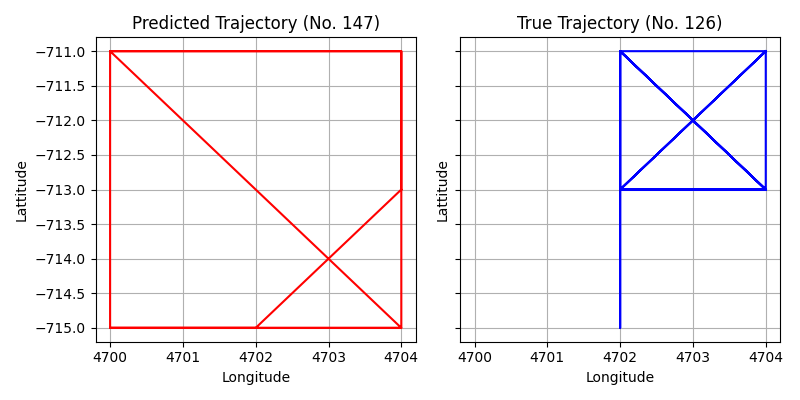 Predicted Trajectory (No. 147)
True Trajectory (No. 126)
Lattitude
−711.0
−711.5
−712.0
−712.5
−713.0
−713.5
−714.0
−714.5
−715.0
4700 4701 4702 4703 4704
Longitude
Lattitude
4700 4701 4702 4703 4704
Longitude